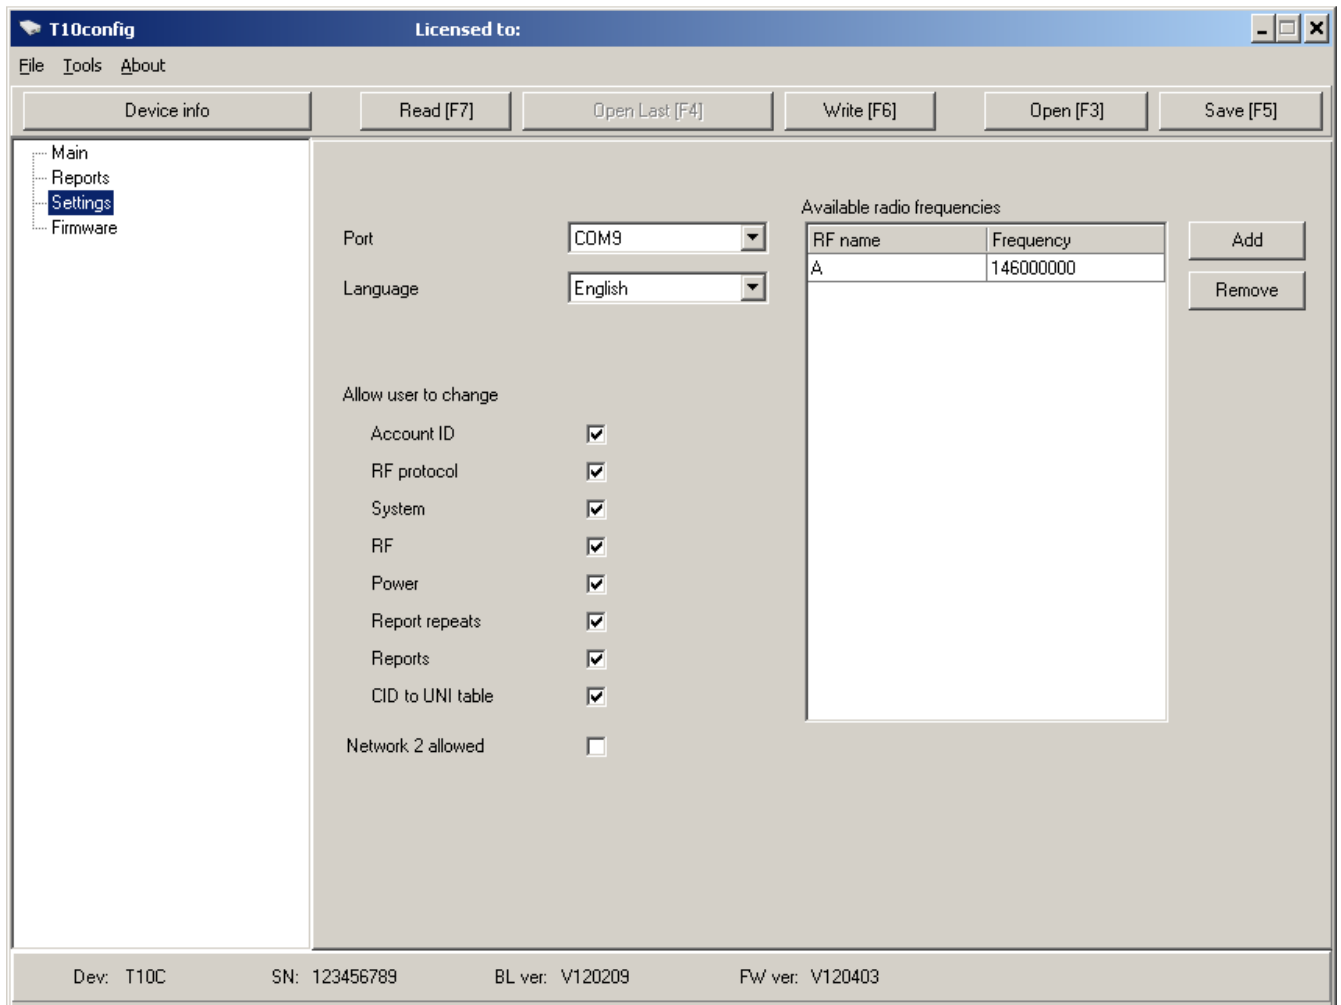 T10config Licensed to:
File Tools About
Device info Read [F7] Open Last [F4] Write [F6] Open [F3] Save [F5]
Main
Reports
Settings
Firmware
Available radio frequencies
Port COM9
RF name Frequency
Add
A 146000000
Language English
Remove
Allow user to change
Account ID
RF protocol
System
RF
Power
Report repeats
Reports
CID to UNI table
Network 2 allowed
Dev: T10C SN: 123456789 BL ver: V120209 FW ver: V120403